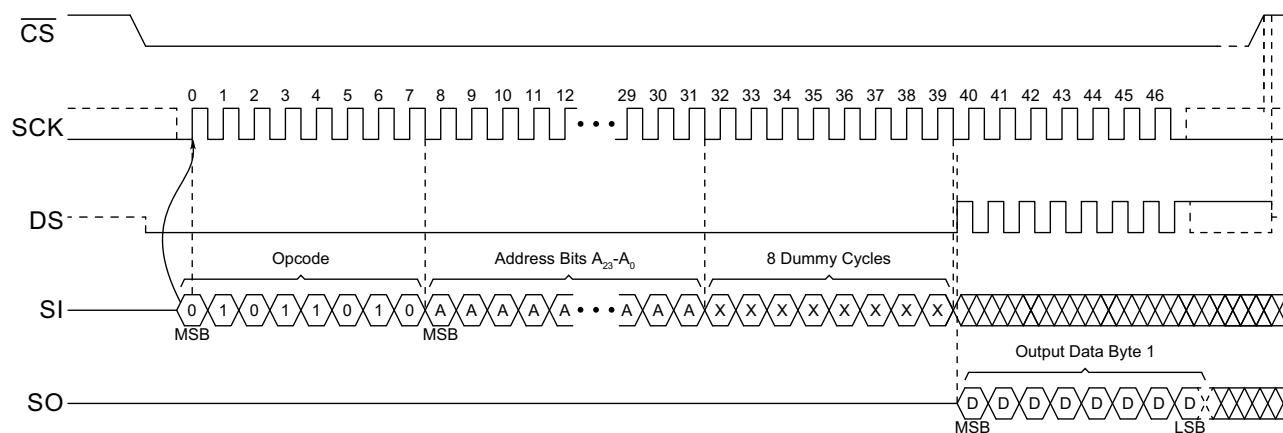 CS
0 1 2 3 4 5 6 7 8 9 10 11 12 29 30 31 32 33 34 35 36 37 38 39 40 41 42 43 44 45 46
SCK
DS
Opcode Address Bits A23-A0 8 Dummy Cycles
SI 0 1 0 1 1 0 1 0 A A A A A A A A X X X X X X X X
MSB MSB
Output Data Byte 1
SO D D D D D D D D
MSB LSB